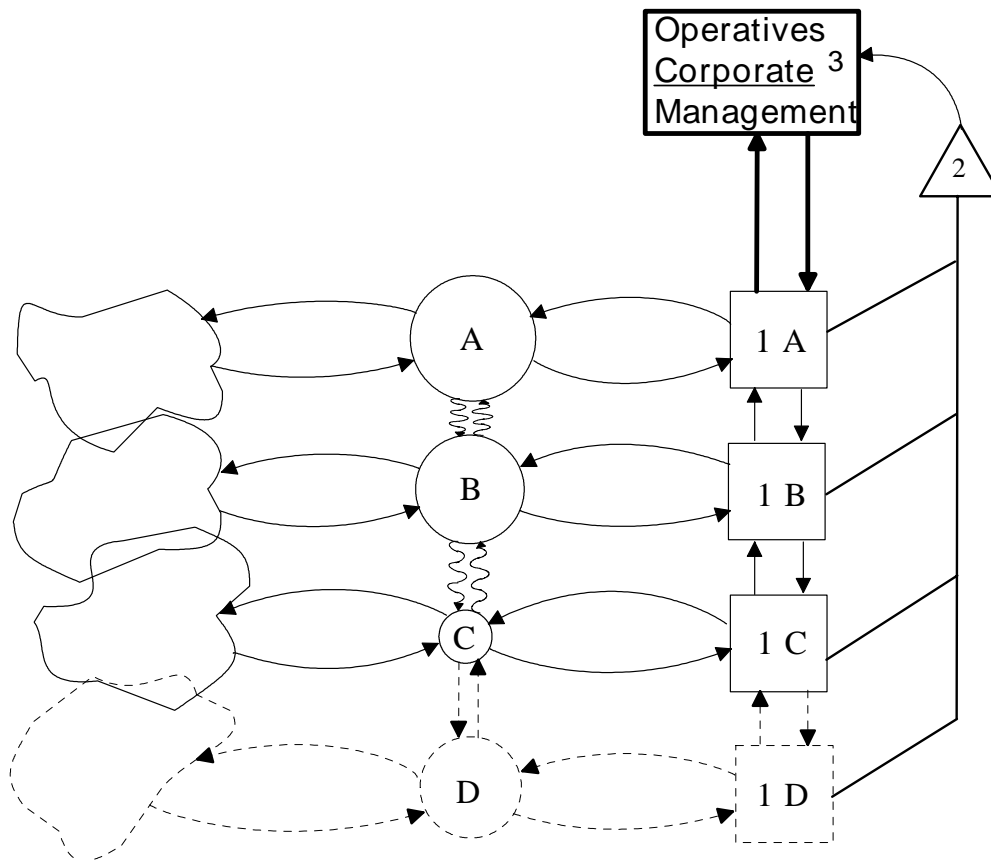 Operatives
Corporate 3
Management
2
A
1 A
B
1 B
C
1 C
D
1 D